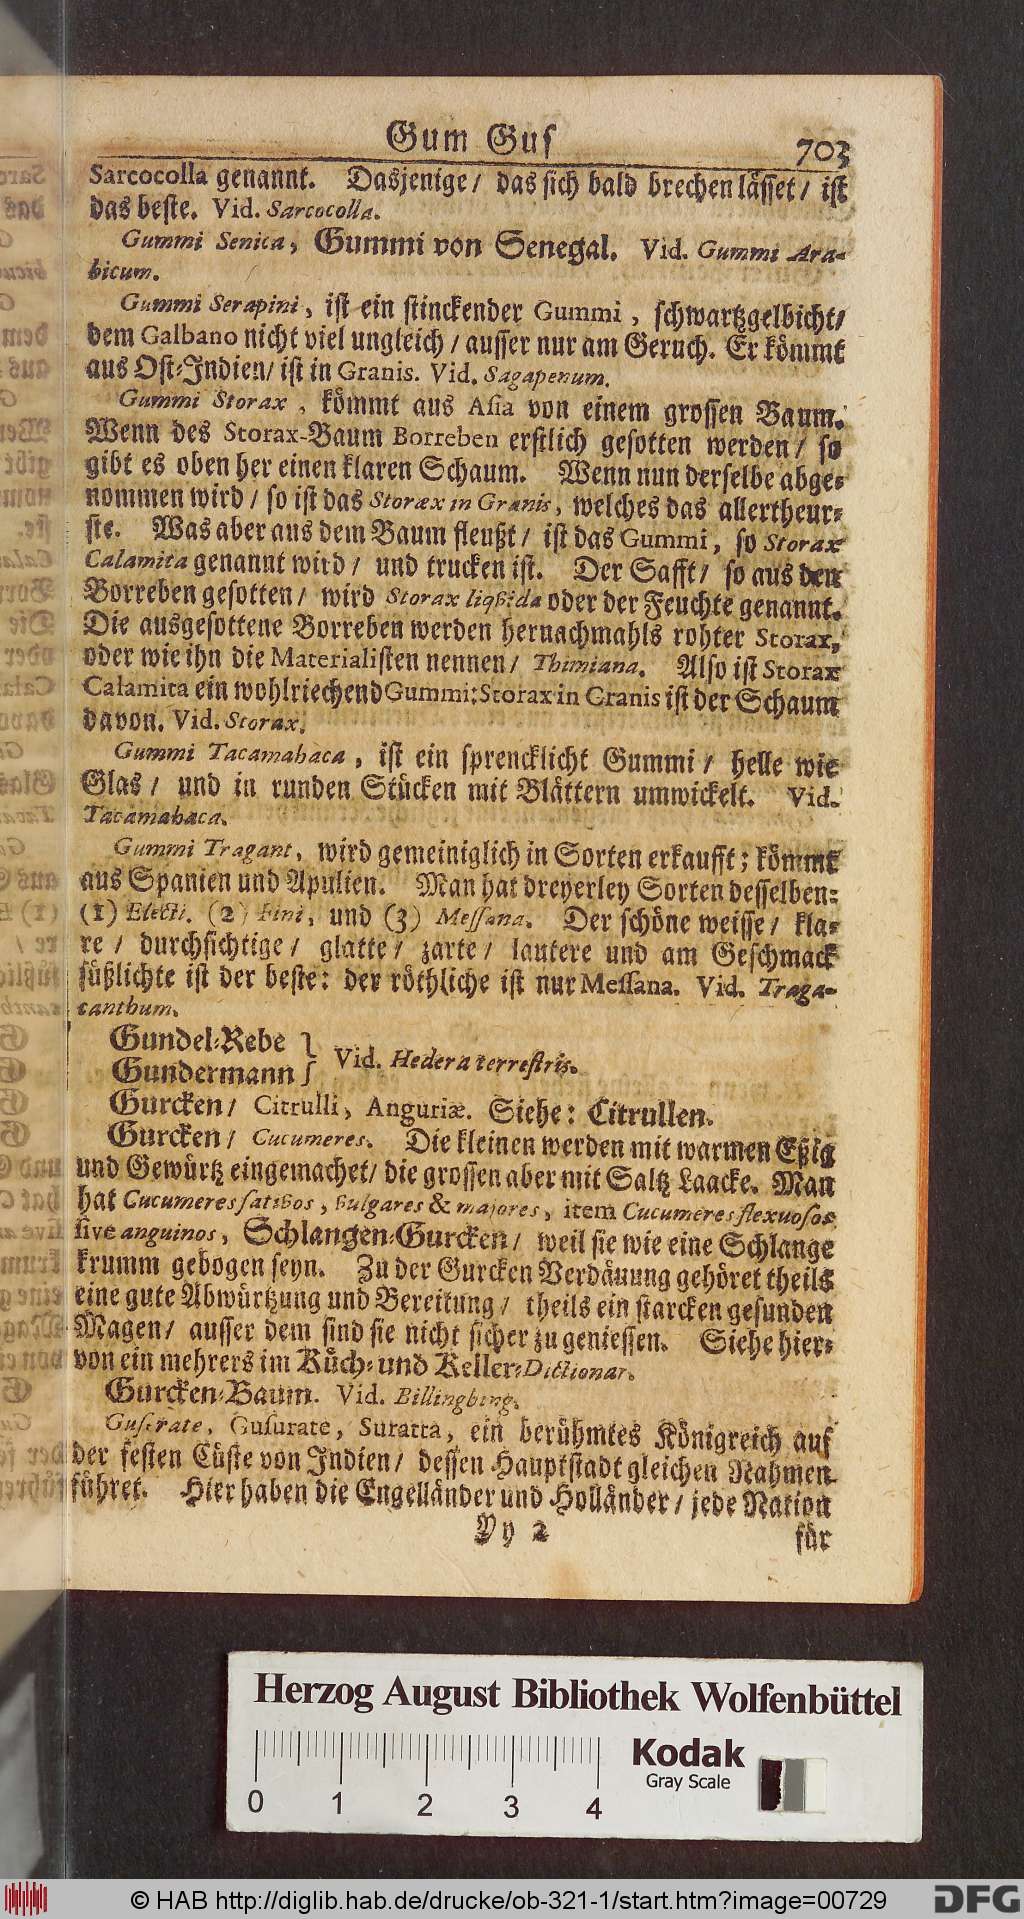 Gum Gus
703
Sarcocolla genannt. Dasjenige / das sich bald brechen lässet / ist
das beste. Vid. Sarcocolla.
Gummi Senica, Gummi von Senegal. Vid. Gummi Ara-
bicum.
Gummi Serapini, ist ein stinckender Gummi, schwartzgelbicht/
dem Galbano nicht viel ungleich / ausser nur am Geruch. Er kömmt
aus Ost-Indien/ ist in Granis. Vid. Sagapenum.
Gummi Storax, kömmt aus Asia von einem grossen Baum.
Wenn des Storax-Baum Borreben erstlich gesotten werden / so
gibt es oben her einen klaren Schaum. Wenn nun derselbe abge-
nommen wird / so ist das Storax in Granis, welches das allertheur-
ste. Was aber aus dem Baum fleußt / ist das Gummi, so Storax
Calamita genannt wird / und trucken ist. Der Safft / so aus den
Borreben gesotten / wird Storax liqvida oder der Feuchte genannt.
Die ausgesottene Borreben werden hernachmahls rohter Storax,
oder wie ihn die Materialisten nennen / Thimiana. Also ist Storax
Calamita ein wohlriechend Gummi; Storax in Granis ist der Schaum
davon. Vid. Storax.
Gummi Tacamahaca, ist ein sprencklicht Gummi / helle wie
Glas / und in runden Stücken mit Blättern umwickelt. Vid.
Tacamahaca.
Gummi Tragant, wird gemeiniglich in Sorten erkaufft; kömmt
aus Spanien und Apulien. Man hat dreyerley Sorten desselben:
(1) Electi. (2) Fini, und (3) Messana. Der schöne weisse / kla-
re / durchsichtige / glatte / zarte / lautere und am Geschmack
süßlichte ist der beste: der röthliche ist nur Messana. Vid. Traga-
canthum.
Gundel-Rebe }
Gundermann } Vid. Hedera terrestris.
Gurcken / Citrulli, Anguriæ. Siehe: Citrullen.
Gurcken / Cucumeres. Die kleinen werden mit warmen Eßig
und Gewürtz eingemachet / die grossen aber mit Saltz Laacke. Man
hat Cucumeres sativos, vulgares & majores, item Cucumeres flexuosos
sive anguinos, Schlangen-Gurcken / weil sie wie eine Schlange
krumm gebogen seyn. Zu der Gurcken Verdäuung gehöret theils
eine gute Abwürtzung und Bereitung / theils ein starcken gesunden
Magen / ausser dem sind sie nicht sicher zu geniessen. Siehe hier-
von ein mehrers im Küch- und Keller-Dictionar.
Gurcken-Baum. Vid. Billingbing.
Guserate, Gusurate, Suratta, ein berühmtes Königreich auf
der festen Cüste von Indien / dessen Hauptstadt gleichen Nahmen
führet. Hier haben die Engelländer und Holländer / jede Nation
Yy 2
für
Herzog August Bibliothek Wolfenbüttel
Kodak
Gray Scale
0 1 2 3 4
© HAB http://diglib.hab.de/drucke/ob-321-1/start.htm?image=00729
DFG